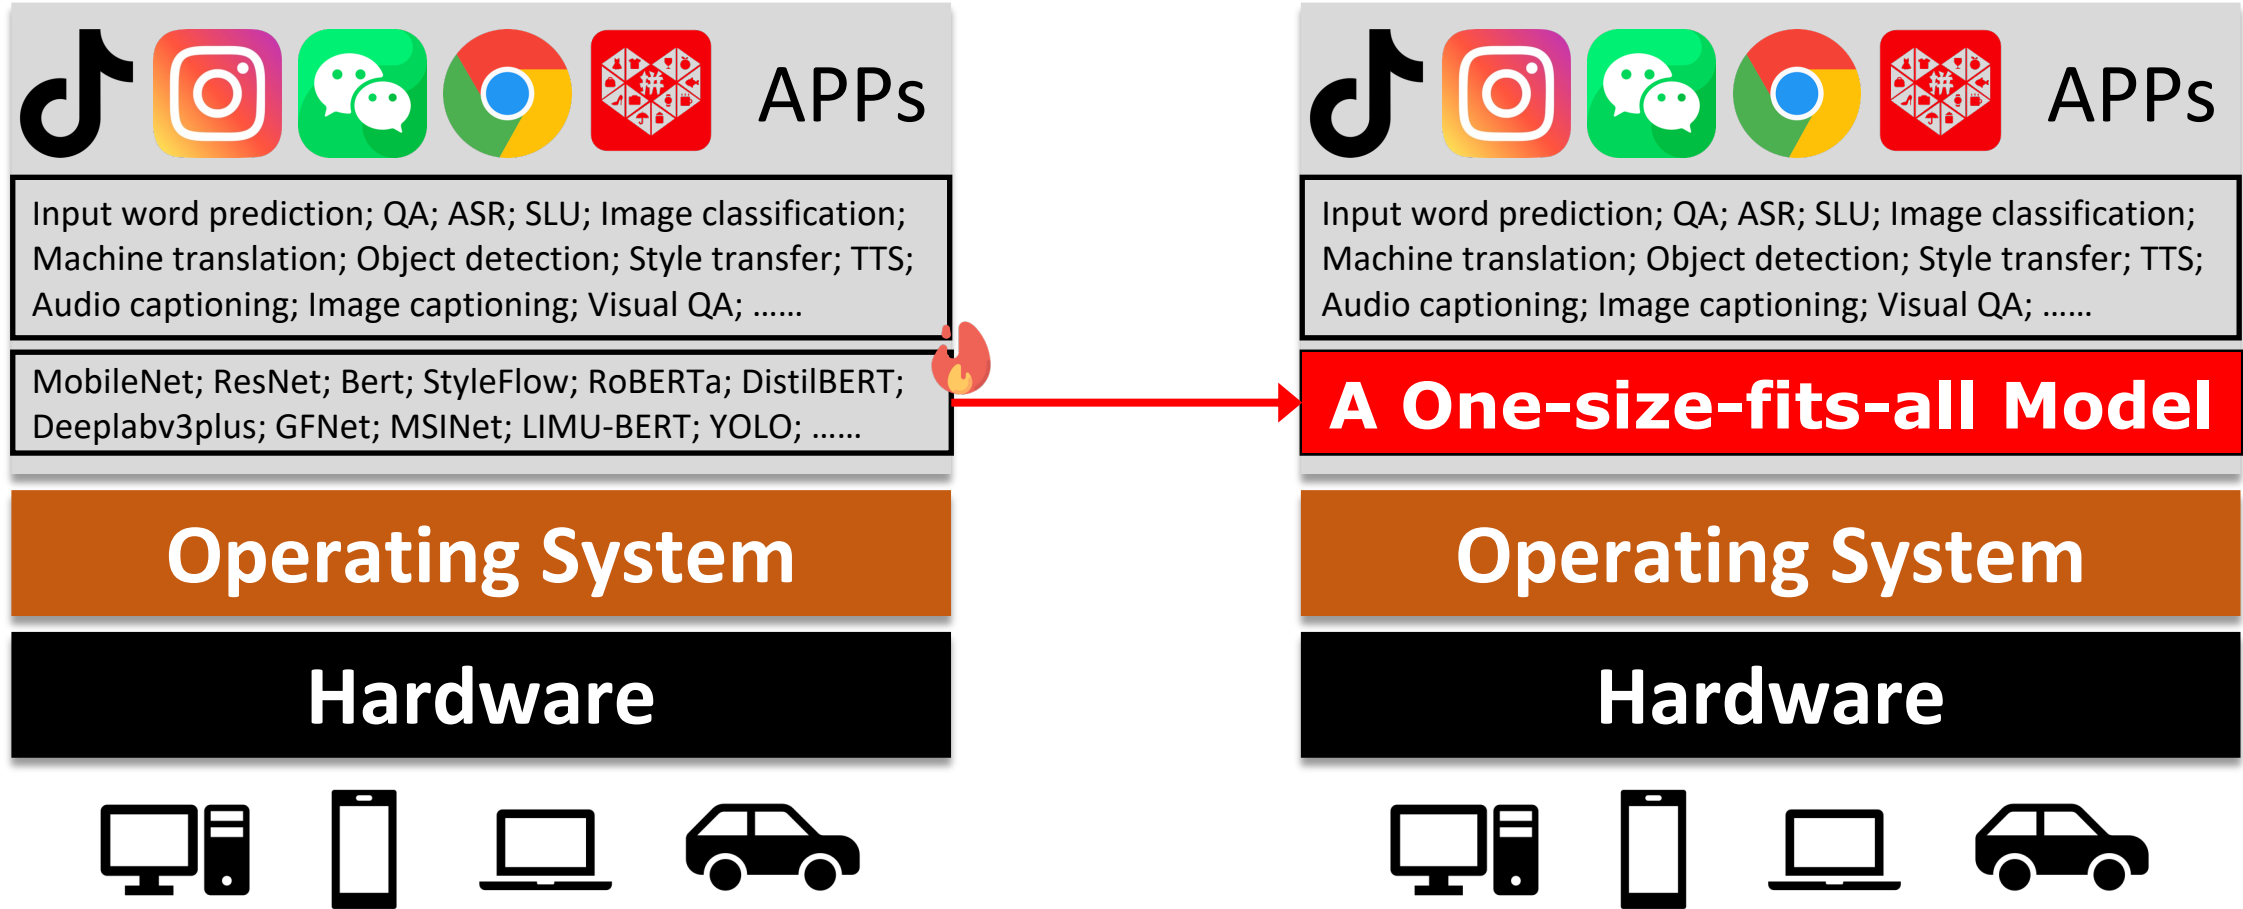 APPs
Input word prediction; QA; ASR; SLU; Image classification;
Machine translation; Object detection; Style transfer; TTS;
Audio captioning; Image captioning; Visual QA; ......
MobileNet; ResNet; Bert; StyleFlow; RoBERTa; DistilBERT;
Deeplabv3plus; GFNet; MSINet; LIMU-BERT; YOLO; ......
Operating System
Hardware
拼
APPs
Input word prediction; QA; ASR; SLU; Image classification;
Machine translation; Object detection; Style transfer; TTS;
Audio captioning; Image captioning; Visual QA; ......
A One-size-fits-all Model
Operating System
Hardware
拼